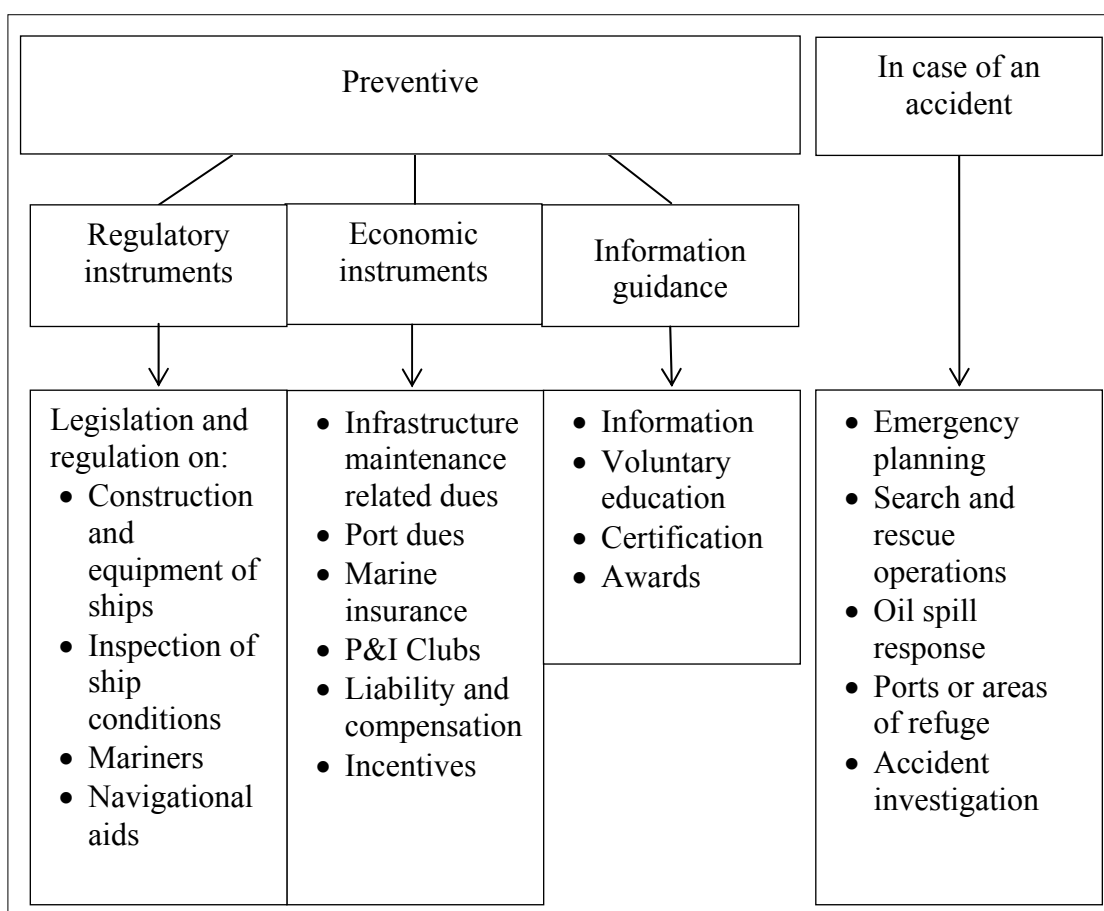 Preventive
In case of an
accident
Regulatory
instruments
Economic
instruments
Information
guidance
Legislation and
regulation on:
• Construction
and
equipment of
ships
• Inspection of
ship
conditions
• Mariners
• Navigational
aids
• Infrastructure
maintenance
related dues
• Port dues
• Marine
insurance
• P&I Clubs
• Liability and
compensation
• Incentives
• Information
• Voluntary
education
• Certification
• Awards
• Emergency
planning
• Search and
rescue
operations
• Oil spill
response
• Ports or areas
of refuge
• Accident
investigation